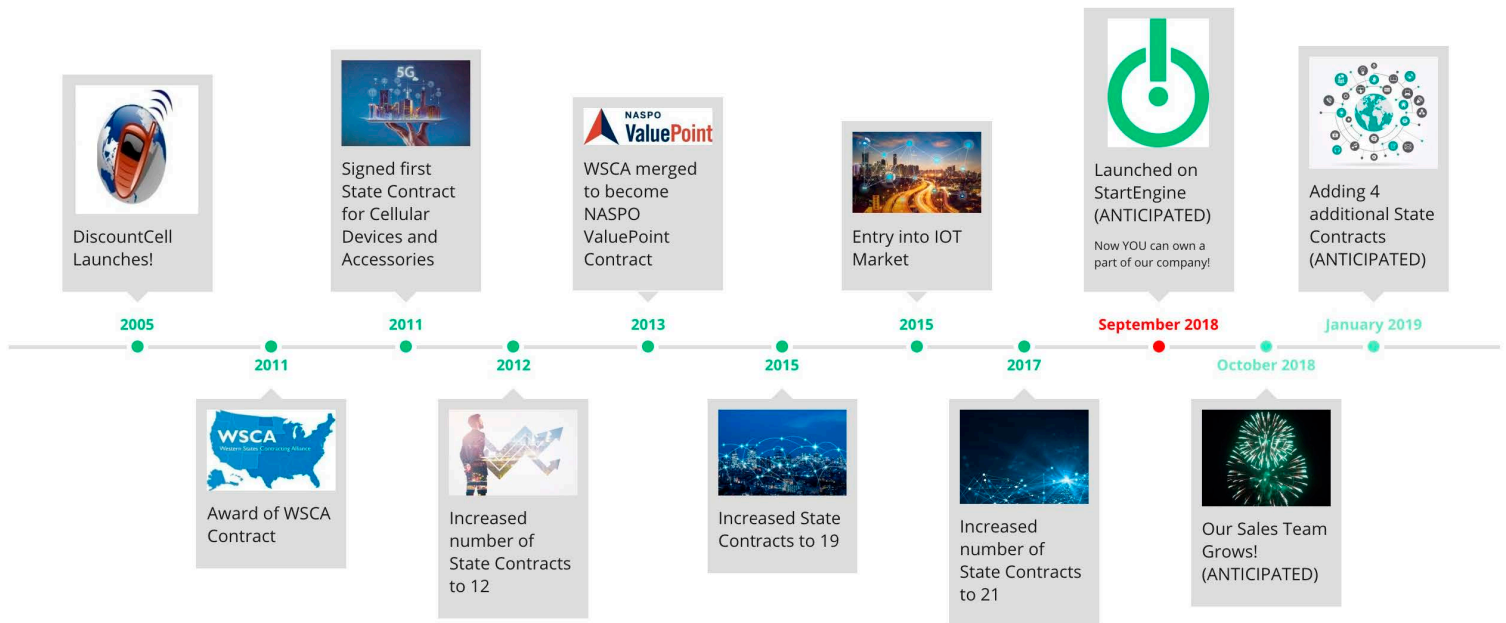 DiscountCell
Launches!
2005
2011
WSCA
Western States Contracting Alliance
Award of WSCA
Contract
5G
Signed first
State Contract
for Cellular
Devices and
Accessories
2011
2012
Increased
number of
State Contracts
to 12
NASPO
ValuePoint
WSCA merged
to become
NASPO
ValuePoint
Contract
2013
2015
Increased State
Contracts to 19
Entry into IOT
Market
2015
2017
Increased
number of
State Contracts
to 21
Launched on
StartEngine
(ANTICIPATED)
Now YOU can own a
part of our company!
September 2018
October 2018
Our Sales Team
Grows!
(ANTICIPATED)
Adding 4
additional State
Contracts
(ANTICIPATED)
January 2019